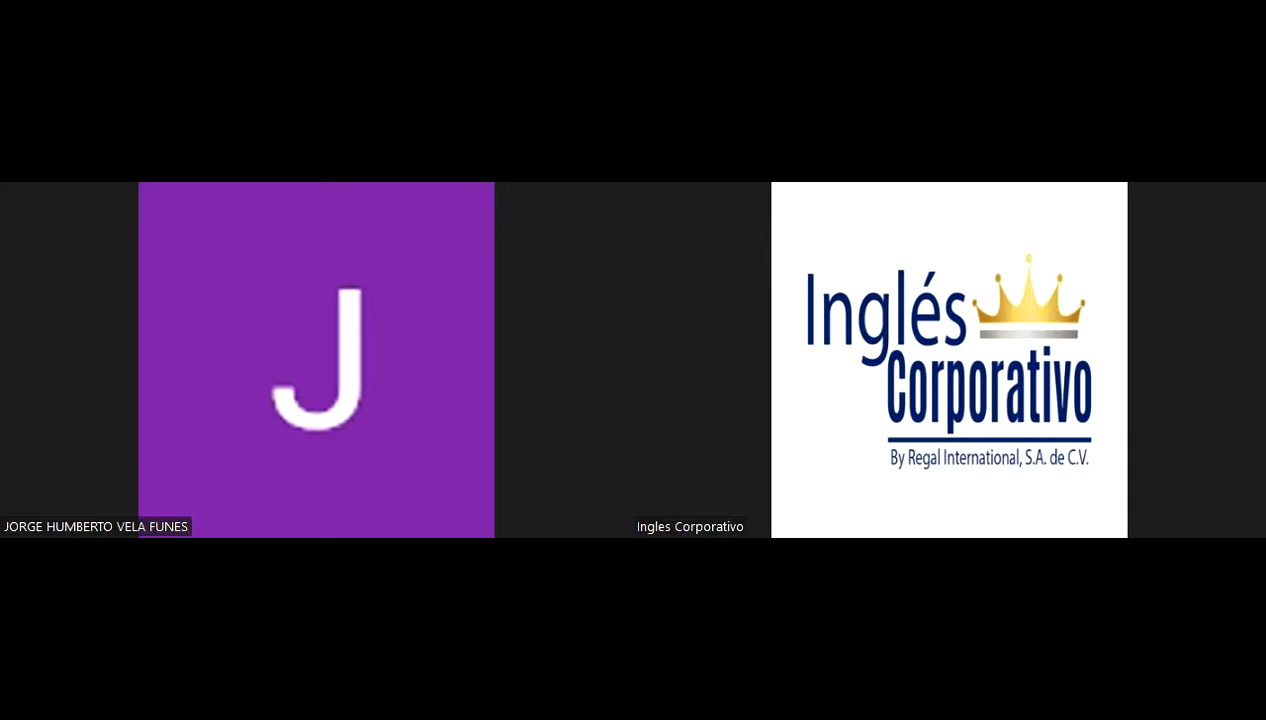 J
Inglés
Corporativo
By Regal International, S.A. de C.V.
JORGE HUMBERTO VELA FUNES
Ingles Corporativo